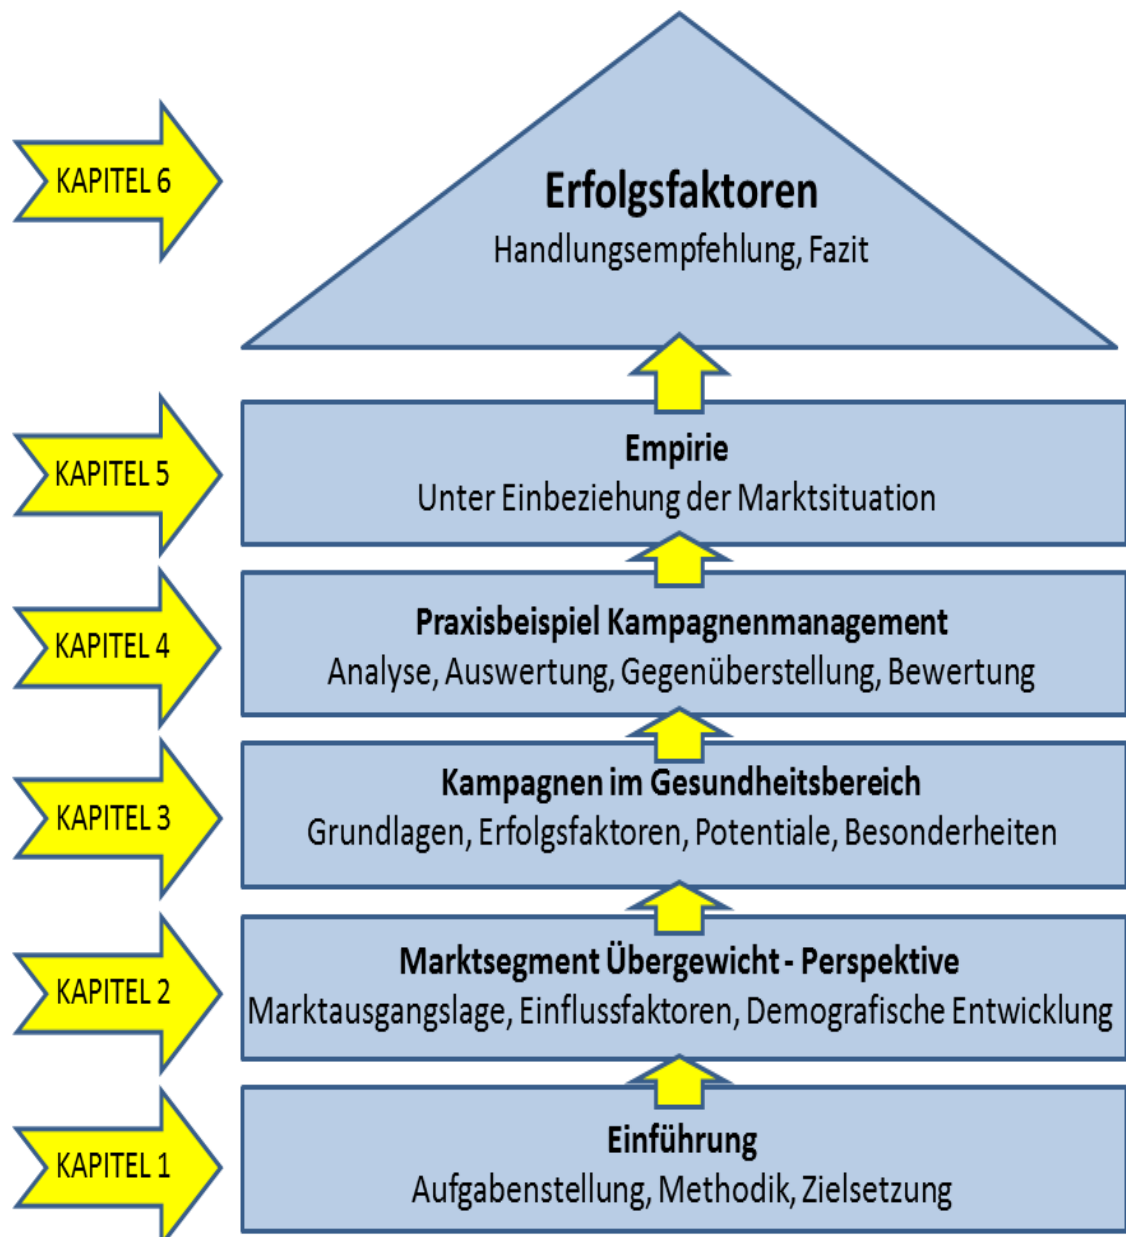 KAPITEL 6
Erfolgsfaktoren
Handlungsempfehlung, Fazit
KAPITEL 5
Empirie
Unter Einbeziehung der Marktsituation
KAPITEL 4
Praxisbeispiel Kampagnenmanagement
Analyse, Auswertung, Gegenüberstellung, Bewertung
KAPITEL 3
Kampagnen im Gesundheitsbereich
Grundlagen, Erfolgsfaktoren, Potentiale, Besonderheiten
KAPITEL 2
Marktsegment Übergewicht - Perspektive
Marktausgangslage, Einflussfaktoren, Demografische Entwicklung
KAPITEL 1
Einführung
Aufgabenstellung, Methodik, Zielsetzung